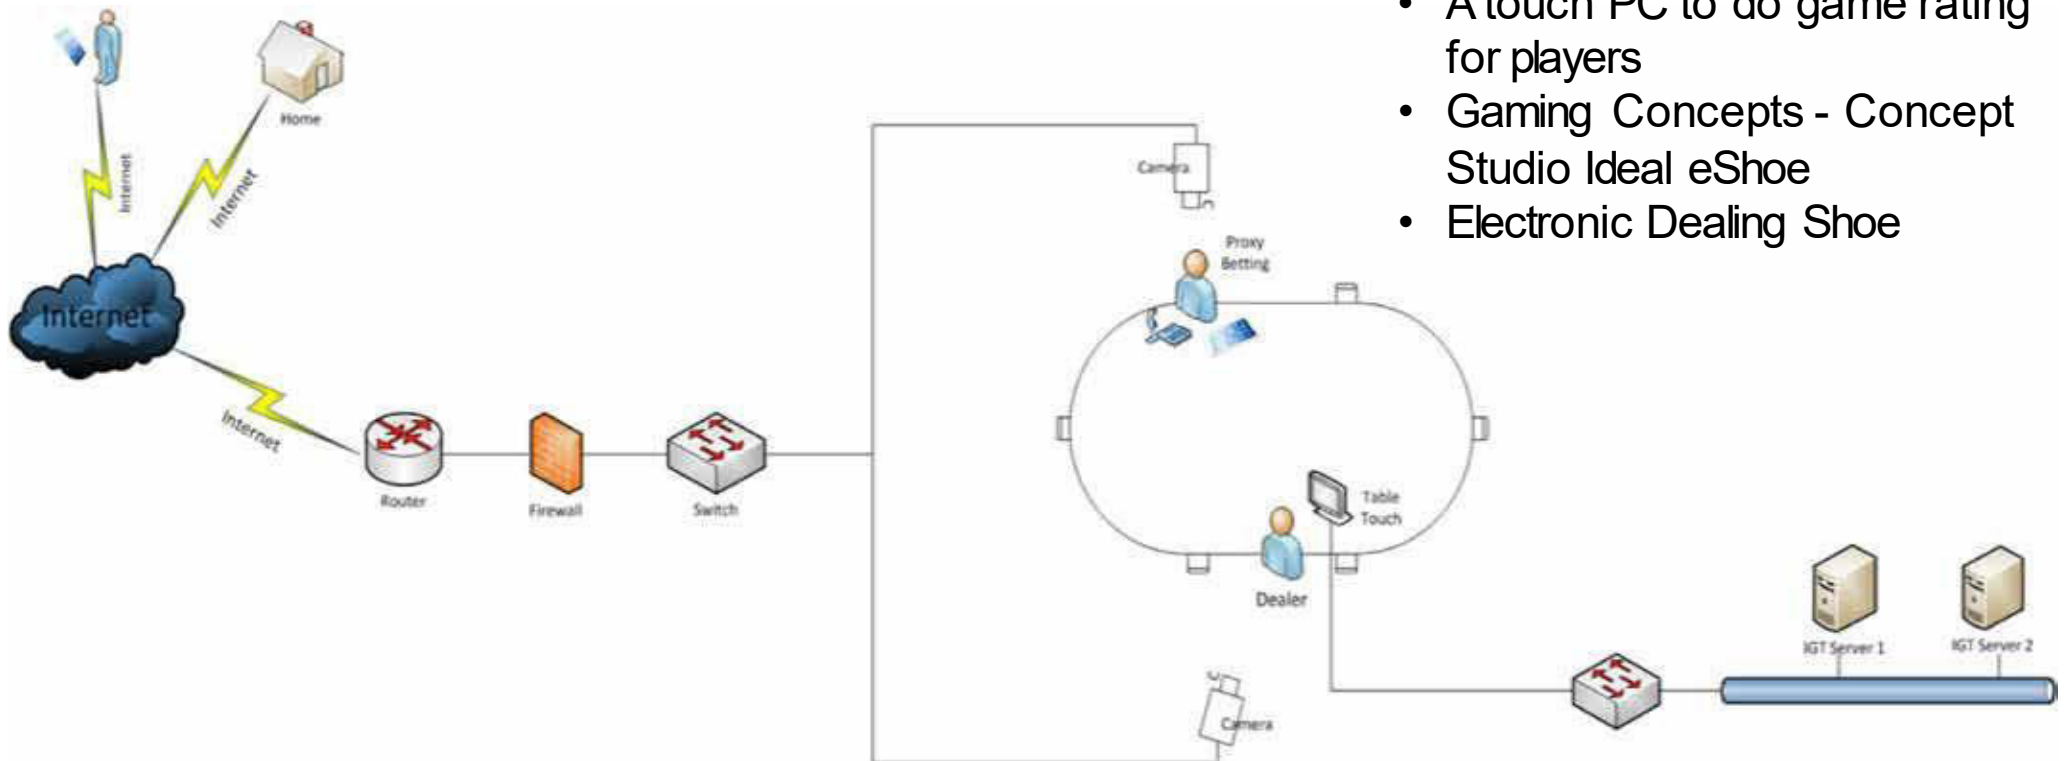 • A touch PC to do game rating
for players
• Gaming Concepts - Concept
Studio Ideal eShoe
• Electronic Dealing Shoe
Home
Internet
Internet
Internet
Internet
Router
Firewall
Switch
Camera
Proxy
Betting
Table
Touch
Dealer
Camera
IGT Server 1
IGT Server 2